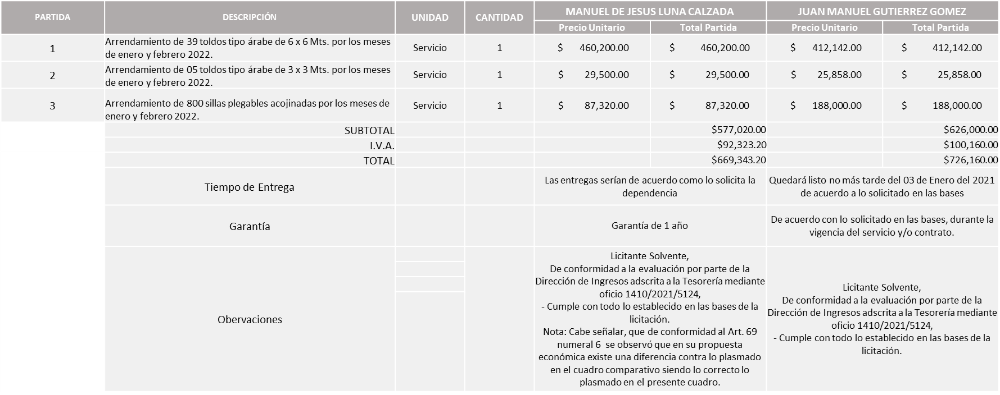 PARTIDA DESCRIPCIÓN UNIDAD CANTIDAD MANUEL DE JESUS LUNA CALZADA JUAN MANUEL GUTIERREZ GOMEZ
Precio Unitario Total Partida Precio Unitario Total Partida
1 Arrendamiento de 39 toldos tipo árabe de 6 x 6 Mts. por los meses
de enero y febrero 2022. Servicio 1 $ 460,200.00 $ 460,200.00 $ 412,142.00 $ 412,142.00
2 Arrendamiento de 05 toldos tipo árabe de 3 x 3 Mts. por los meses
de enero y febrero 2022. Servicio 1 $ 29,500.00 $ 29,500.00 $ 25,858.00 $ 25,858.00
3 Arrendamiento de 800 sillas plegables acojinadas por los meses de
enero y febrero 2022. Servicio 1 $ 87,320.00 $ 87,320.00 $ 188,000.00 $ 188,000.00
SUBTOTAL $577,020.00 $626,000.00
I.V.A. $92,323.20 $100,160.00
TOTAL $669,343.20 $726,160.00
Tiempo de Entrega
Las entregas serían de acuerdo como lo solicita la
dependencia
Quedará listo no más tarde del 03 de Enero del 2021
de acuerdo a lo solicitado en las bases
Garantía
Garantía de 1 año
De acuerdo con lo solicitado en las bases, durante la
vigencia del servicio y/o contrato.
Obervaciones
Licitante Solvente,
De conformidad a la evaluación por parte de la
Dirección de Ingresos adscrita a la Tesorería mediante
oficio 1410/2021/5124,
- Cumple con todo lo establecido en las bases de la
licitación.
Nota: Cabe señalar, que de conformidad al Art. 69
numeral 6 se observó que en su propuesta
económica existe una diferencia contra lo plasmado
en el cuadro comparativo siendo lo correcto lo
plasmado en el presente cuadro.
Licitante Solvente,
De conformidad a la evaluación por parte de la
Dirección de Ingresos adscrita a la Tesorería mediante
oficio 1410/2021/5124,
- Cumple con todo lo establecido en las bases de la
licitación.